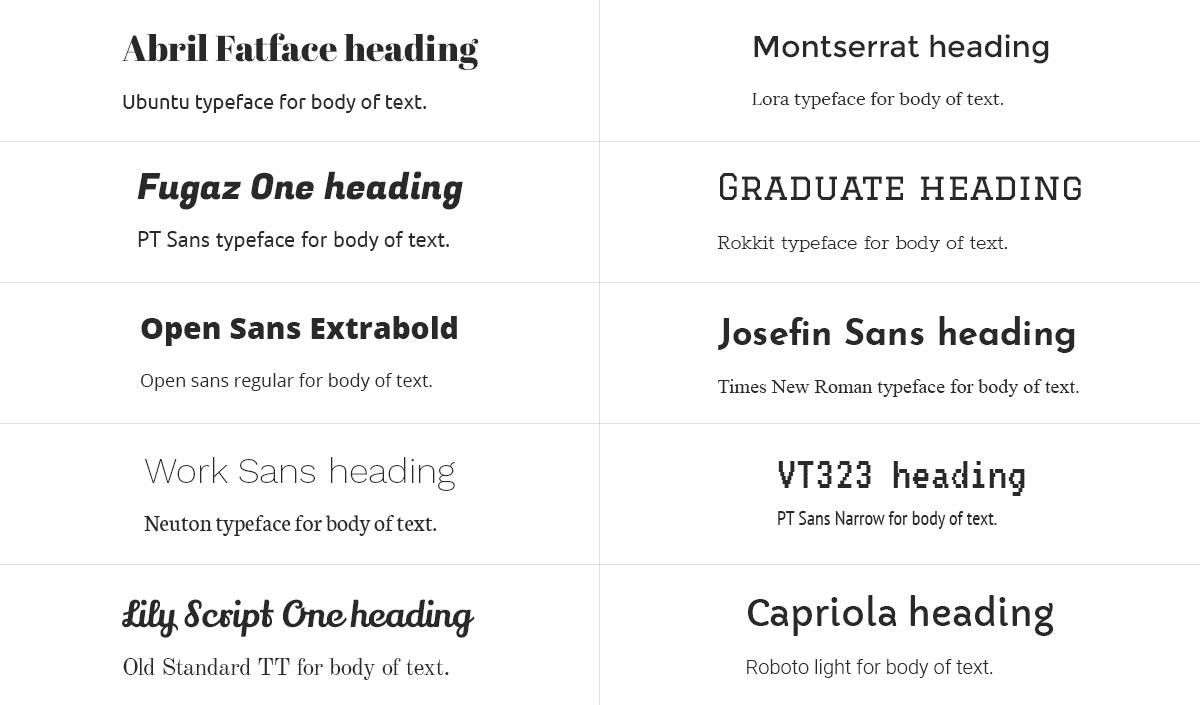 Abril Fatface heading
Ubuntu typeface for body of text.
Montserrat heading
Lora typeface for body of text.
Fugaz One heading
PT Sans typeface for body of text.
GRADUATE HEADING
Rokkit typeface for body of text.
Open Sans Extrabold
Open sans regular for body of text.
Josefin Sans heading
Times New Roman typeface for body of text.
Work Sans heading
Neuton typeface for body of text.
VT323 heading
PT Sans Narrow for body of text.
Lily Script One heading
Old Standard TT for body of text.
Capriola heading
Roboto light for body of text.